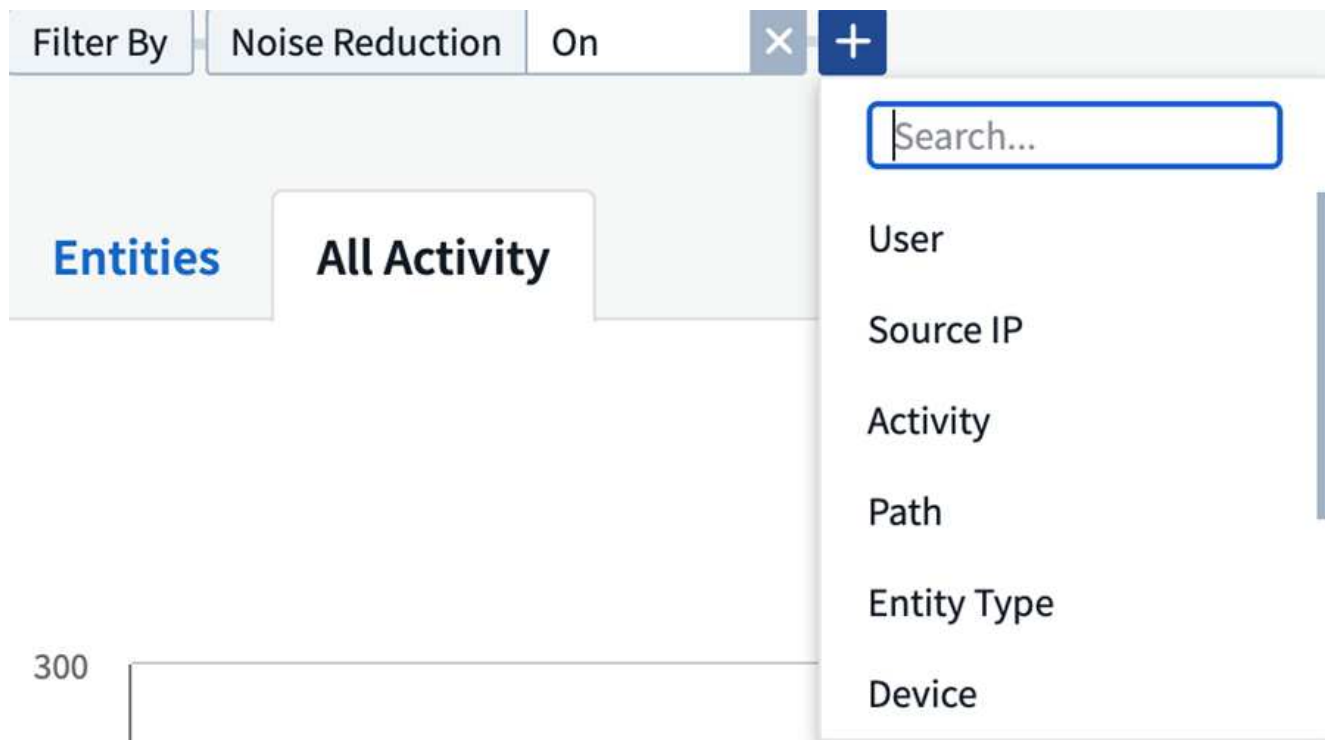 Filter By Noise Reduction On × +
Search...
Entities All Activity
User
Source IP
Activity
Path
Entity Type
300
Device